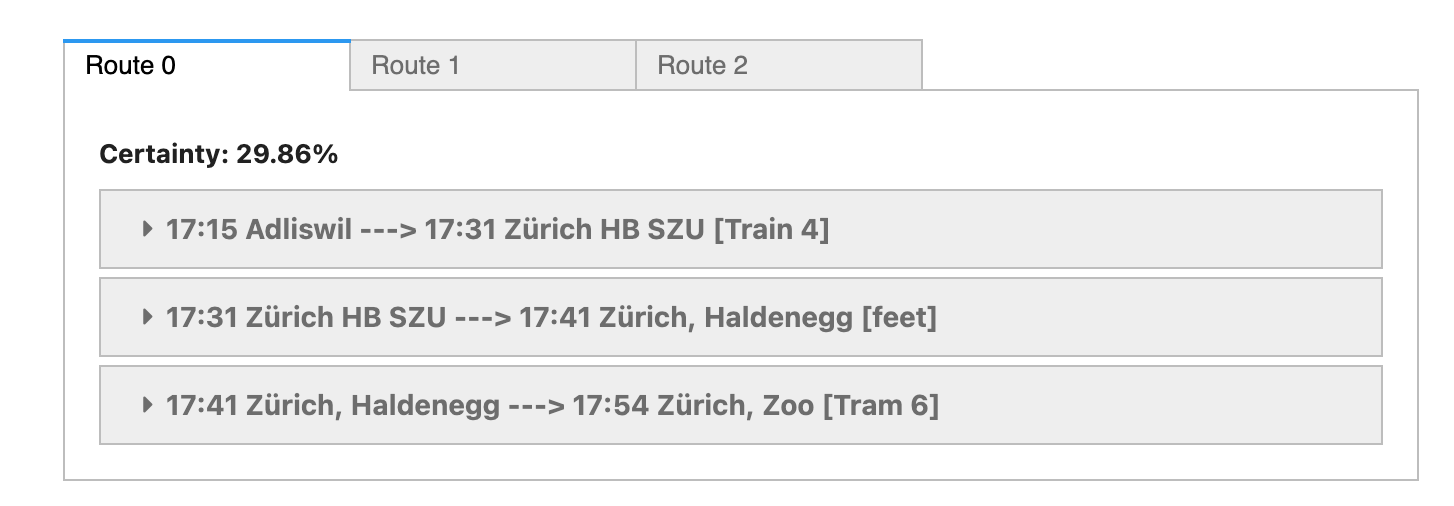 Route 0
Route 1
Route 2
Certainty: 29.86%
17:15 Adliswil ---> 17:31 Zürich HB SZU [Train 4]
17:31 Zürich HB SZU ---> 17:41 Zürich, Haldenegg [feet]
17:41 Zürich, Haldenegg ---> 17:54 Zürich, Zoo [Tram 6]